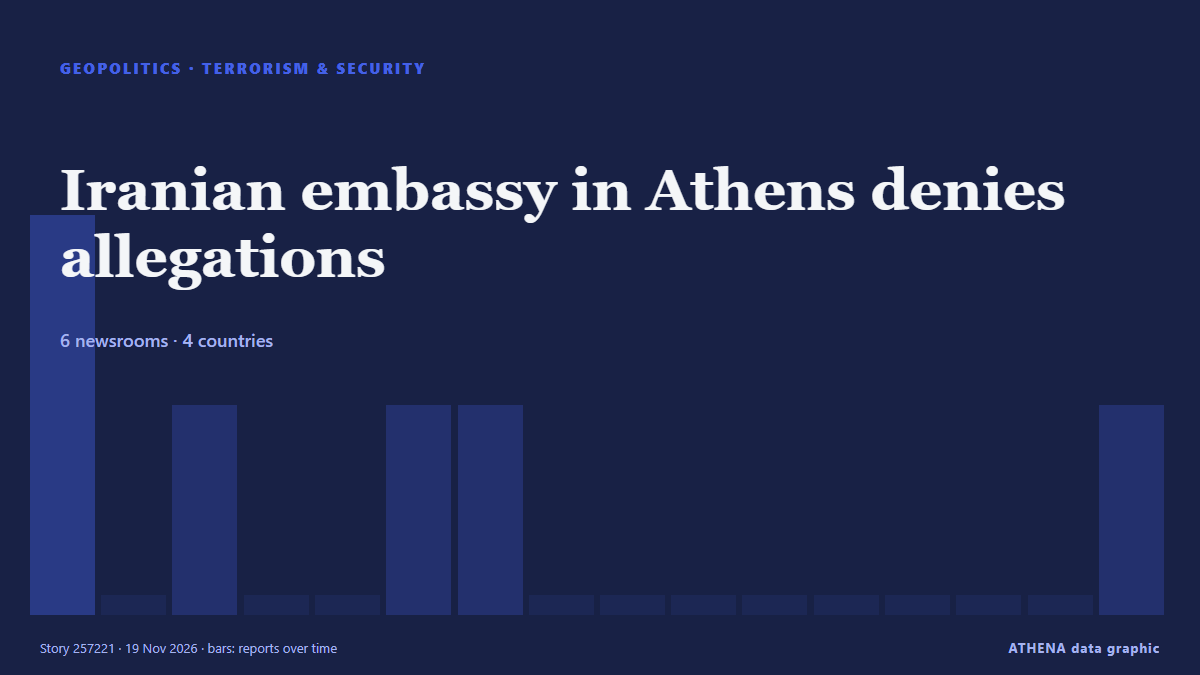 GEOPOLITICS · TERRORISM & SECURITY
Iranian embassy in Athens denies
allegations
6 newsrooms · 4 countries
Story 257221 · 19 Nov 2026 · bars: reports over time
ATHENA data graphic